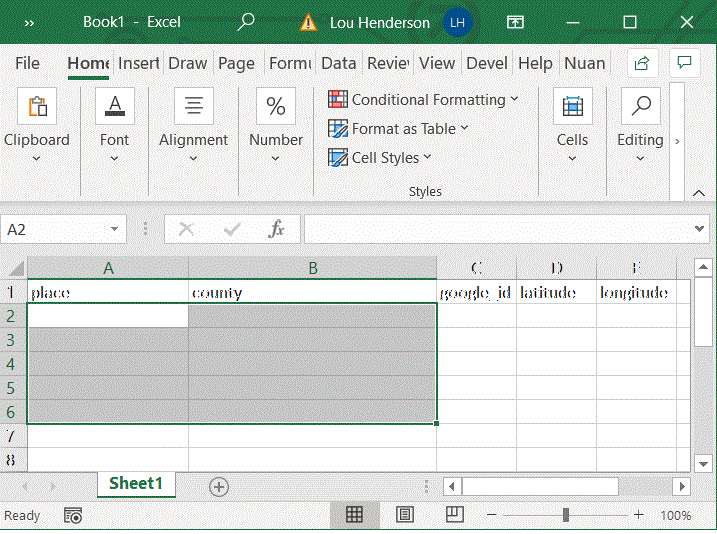 ›› Book1 - Excel Lou Henderson LH
File Home Insert Draw Page Formu Data Review View Devel Help Nuan
Clipboard Font Alignment Number Conditional Formatting Cells Editing
Format as Table
Cell Styles
Styles
A2 fx
A B C D E
1 place county google_id latitude longitude
2
3
4
5
6
7
8
Sheet1
Ready 100%